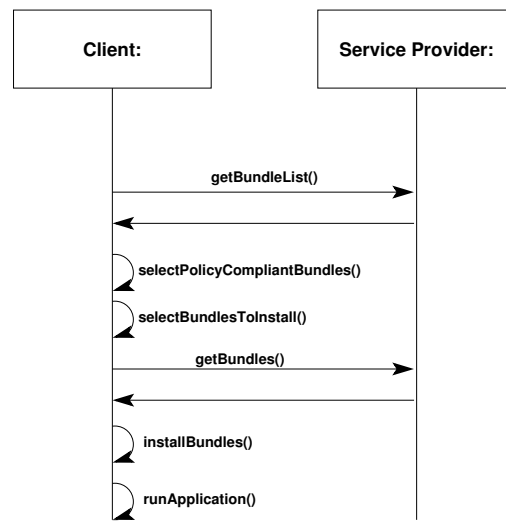 Client:
Service Provider:
getBundleList()
selectPolicyCompliantBundles()
selectBundlesToInstall()
getBundles()
installBundles()
runApplication()